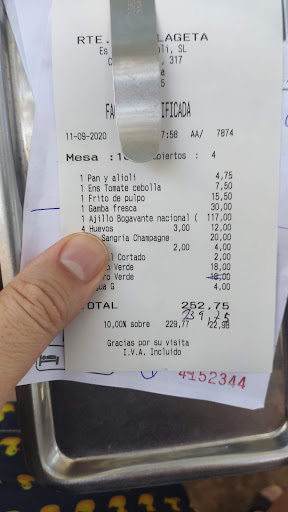 RTE. LAGETA
Es oli, SL
C , 317
a
5
FA IFICADA
11-09-2020 7:58 AA/ 7874
Mesa : biertos : 4
1 Pan y alioli 4,75
1 Ens Tomate cebolla 7,50
1 Frito de pulpo 15,50
1 Gamba fresca 30,00
1 Ajillo Bogavante nacional ( 117,00
4 Huevos 3,00 12,00
Sangria Champagne 20,00
2,00 4,00
l Cortado 2,00
o Verde 18,00
ro Verde 18,00
ua G 4,00
TOTAL 252,75
239,75
10,00% sobre 229,77 22,98
Gracias por su visita
I.V.A. Incluido
4152344